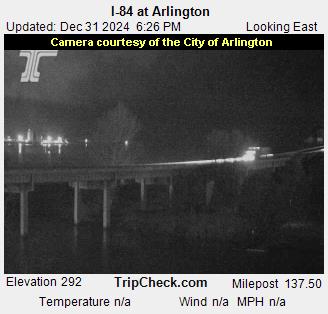 I-84 at Arlington
Updated: Dec 31 2024 6:26 PM Looking East
Camera courtesy of the City of Arlington
Elevation 292 TripCheck.com Milepost 137.50
Temperature n/a Wind n/a MPH n/a